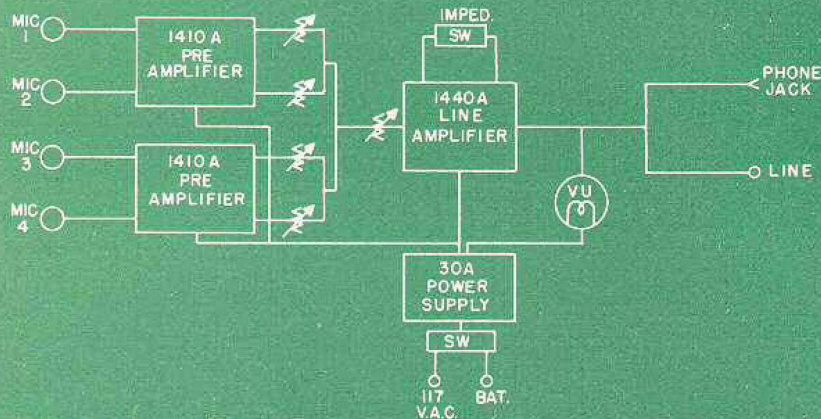 MIC
1
MIC
2
1410 A
PRE
AMPLIFIER
MIC
3
MIC
4
1410 A
PRE
AMPLIFIER
IMPED.
SW
1440A
LINE
AMPLIFIER
VU
PHONE
JACK
LINE
30A
POWER
SUPPLY
SW
117
V.A.C.
BAT.